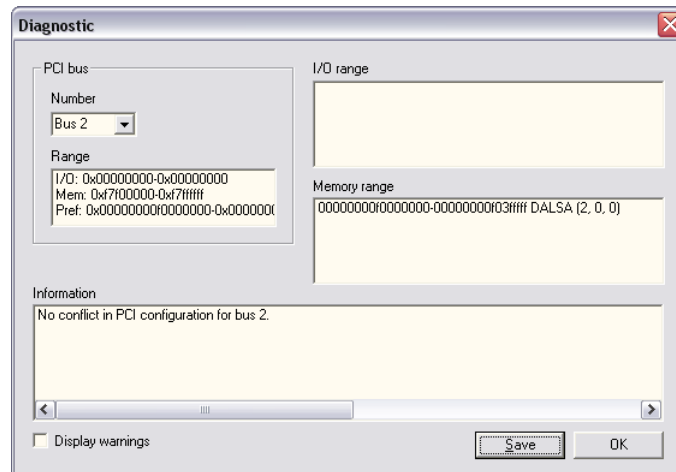 Diagnostic
PCI bus
Number
Bus 2
Range
I/O: 0x00000000-0x00000000
Mem: 0xf7f00000-0xf7ffffff
Pref: 0x00000000f0000000-0x000000(
I/O range
Memory range
00000000f0000000-00000000f03fffff DALSA (2, 0, 0)
Information
No conflict in PCI configuration for bus 2.
Display warnings
Save
OK